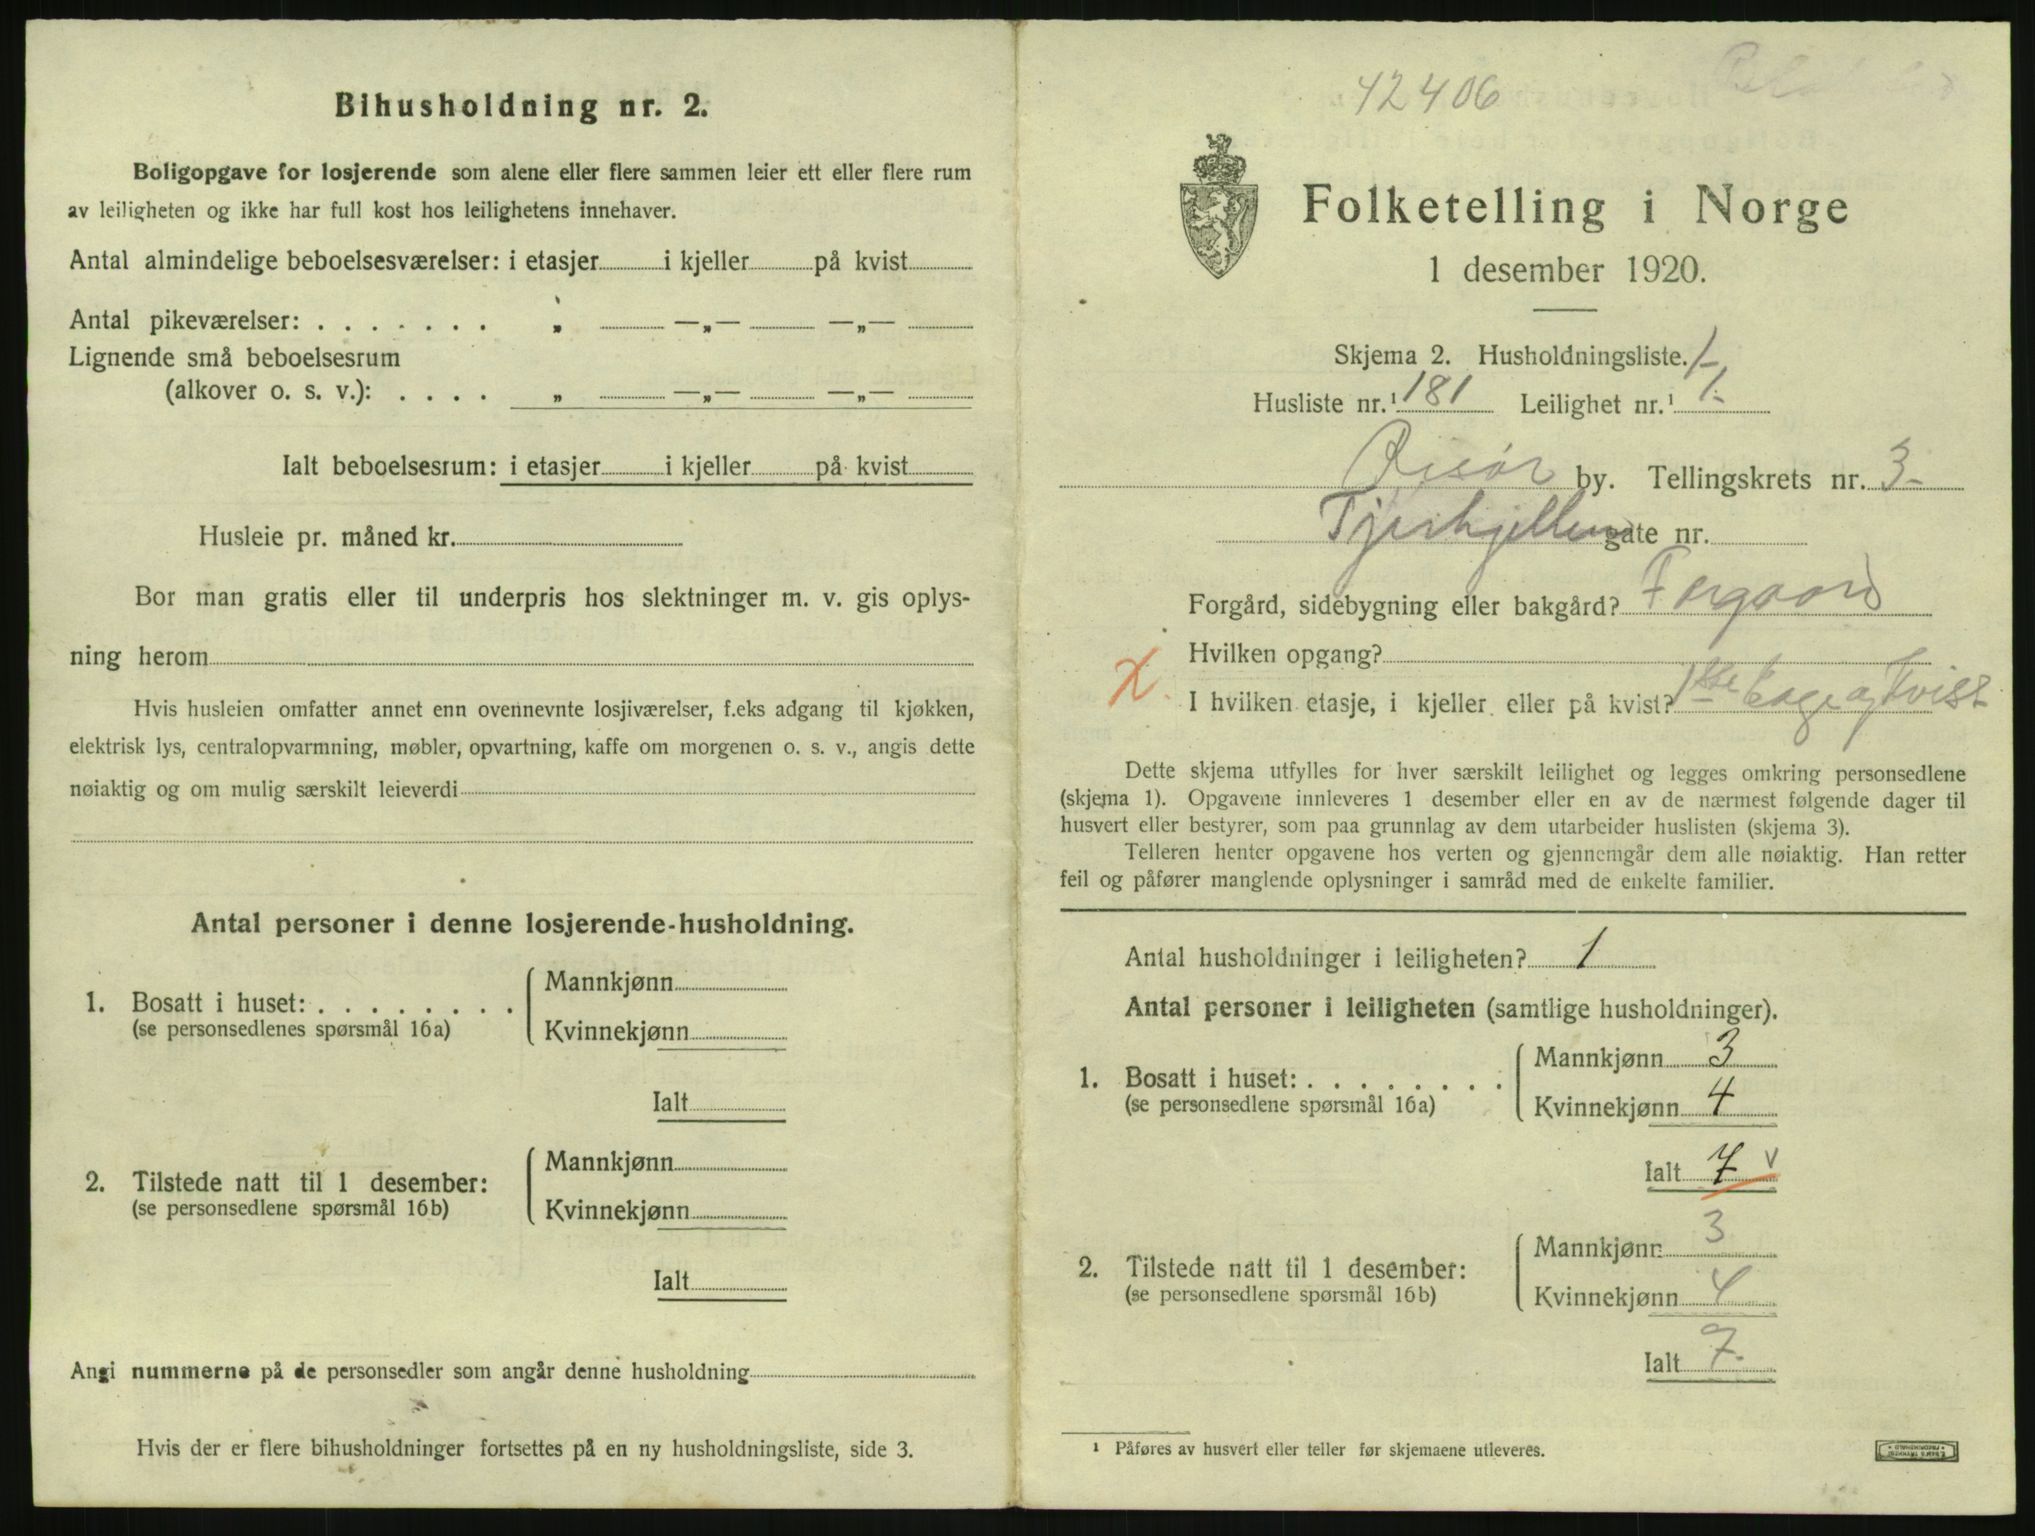 Bihusholdning nr. 2.
Boligopgave for losjerende som alene eller flere sammen leier ett eller flere rum
av leiligheten og ikke har full kost hos leilighetens innehaver.
Antal almindelige beboelsesværelser: i etasjer i kjeller på kvist
Antal pikeværelser: . . . . . . . „ —„— —„—
Lignende små beboelsesrum
(alkover o. s. v.): . . . . „ —„— —„—
Ialt beboelsesrum: i etasjer i kjeller på kvist
Husleie pr. måned kr.
Bor man gratis eller til underpris hos slektninger m. v. gis oplys-
ning herom
Hvis husleien omfatter annet enn ovennevnte losjiværelser, f.eks adgang til kjøkken,
elektrisk lys, centralopvarmning, møbler, opvartning, kaffe om morgenen o. s. v., angis dette
nøiaktig og om mulig særskilt leieverdi
Antal personer i denne losjerende-husholdning.
1. Bosatt i huset: . . . . . . . .
(se personsedlenes spørsmål 16a)
Mannkjønn
Kvinnekjønn
Ialt
2. Tilstede natt til 1 desember:
(se personsedlene spørsmål 16b)
Mannkjønn
Kvinnekjønn
Ialt
Angi nummerne på de personsedler som angår denne husholdning
Hvis der er flere bihusholdninger fortsettes på en ny husholdningsliste, side 3.
42406
Folketelling i Norge
1 desember 1920.
Skjema 2. Husholdningsliste. 1-
Husliste nr.¹ 181 Leilighet nr.¹ 1-
Risør by. Tellingskrets nr. 3-
Tjenhjellen gate nr.
Forgård, sidebygning eller bakgård? Forgaard
Hvilken opgang?
X. I hvilken etasje, i kjeller eller på kvist? 1ste Etage og Kvist
Dette skjema utfylles for hver særskilt leilighet og legges omkring personsedlene
(skjema 1). Opgavene innleveres 1 desember eller en av de nærmest følgende dager til
husvert eller bestyrer, som paa grunnlag av dem utarbeider huslisten (skjema 3).
Telleren henter opgavene hos verten og gjennemgår dem alle nøiaktig. Han retter
feil og påfører manglende oplysninger i samråd med de enkelte familier.
Antal husholdninger i leiligheten? 1
Antal personer i leiligheten (samtlige husholdninger).
1. Bosatt i huset: . . . . . . . .
(se personsedlene spørsmål 16a)
Mannkjønn 3
Kvinnekjønn 4
Ialt 7 v
2. Tilstede natt til 1 desember:
(se personsedlene spørsmål 16b)
Mannkjønn 3
Kvinnekjønn 4
Ialt 7-
¹ Påføres av husvert eller teller før skjemaene utleveres.